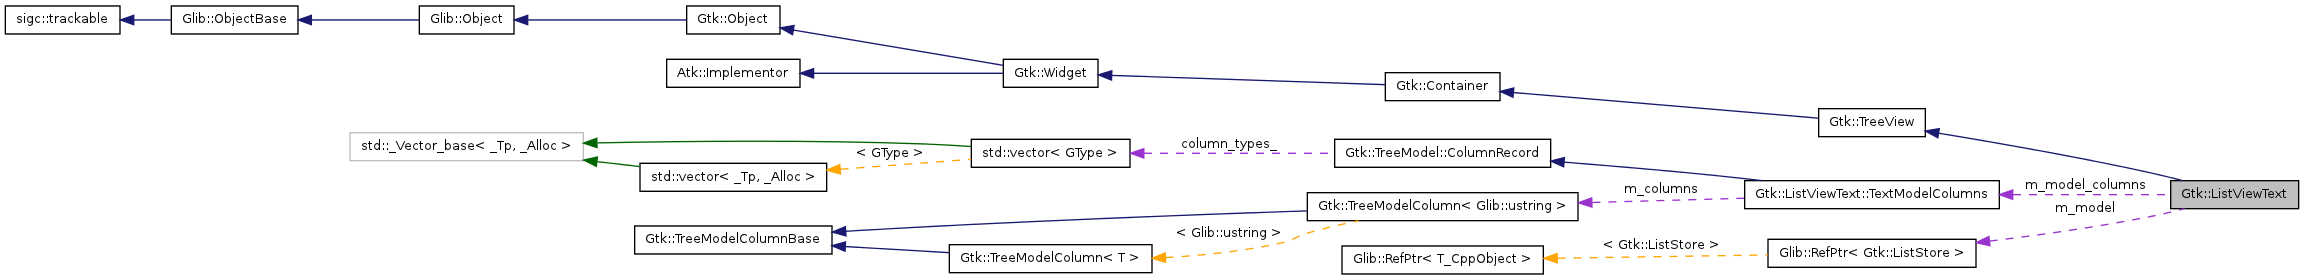 sigc::trackable
Glib::ObjectBase
Glib::Object
Gtk::Object
Atk::Implementor
Gtk::Widget
Gtk::Container
Gtk::TreeView
std::_Vector_base< _Tp, _Alloc >
< GType >
std::vector< GType >
column_types_
Gtk::TreeModel::ColumnRecord
std::vector< _Tp, _Alloc >
m_columns
Gtk::ListViewText::TextModelColumns
m_model_columns
Gtk::ListViewText
Gtk::TreeModelColumn< Glib::ustring >
m_model
Gtk::TreeModelColumnBase
< Glib::ustring >
Gtk::TreeModelColumn< T >
Glib::RefPtr< T_CppObject >
< Gtk::ListStore >
Glib::RefPtr< Gtk::ListStore >